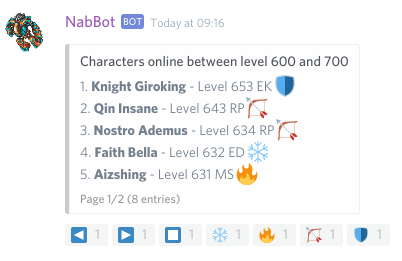 NabBot BOT Today at 09:16
Characters online between level 600 and 700
1. Knight Giroking - Level 653 EK
2. Qin Insane - Level 643 RP
3. Nostro Ademus - Level 634 RP
4. Faith Bella - Level 632 ED
5. Aizshing - Level 631 MS
Page 1/2 (8 entries)
1 1 1 1 1 1 1